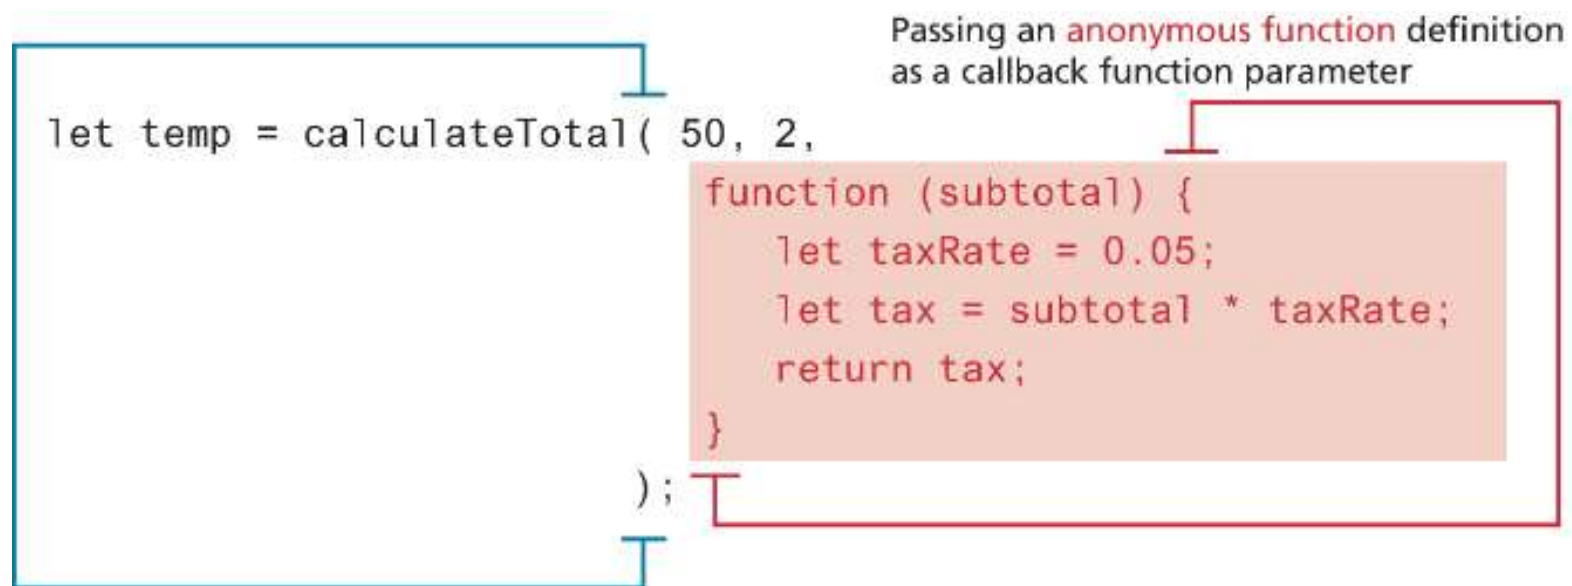 Passing an anonymous function definition
as a callback function parameter
let temp = calculateTotal( 50, 2,
function (subtotal) {
let taxRate = 0.05;
let tax = subtotal * taxRate;
return tax;
}
);